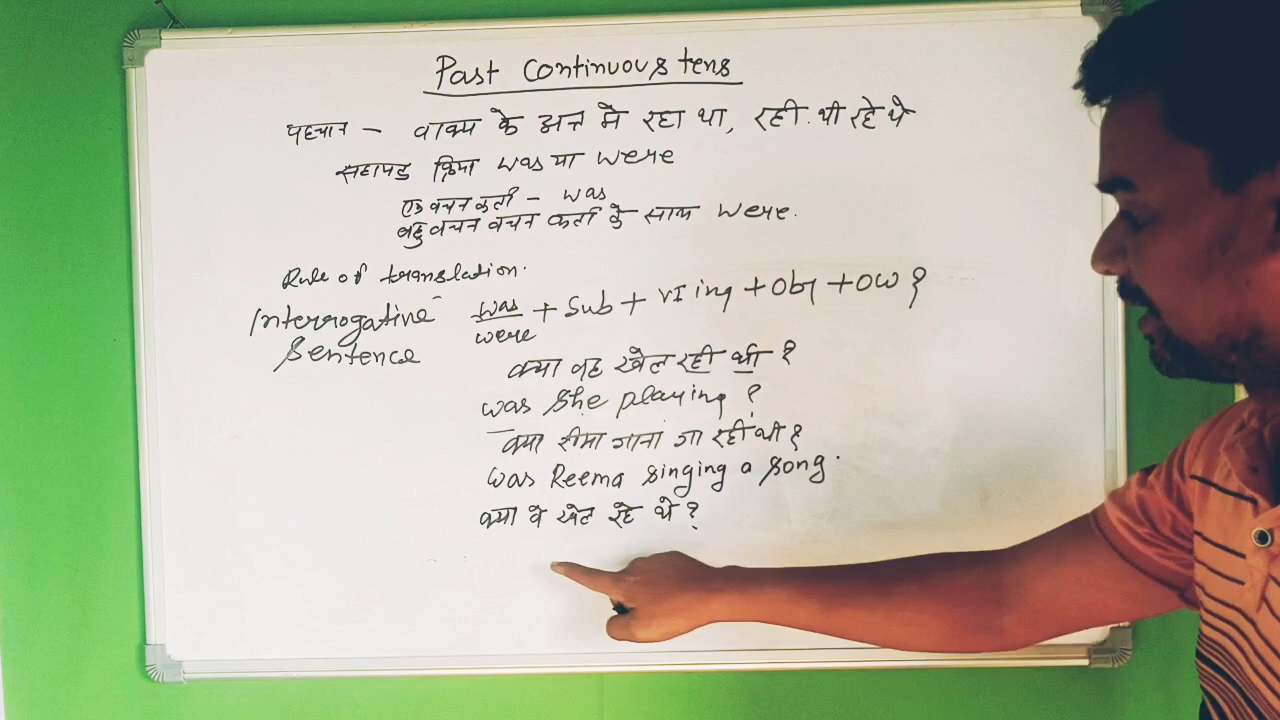 Past Continuous tens
पहचान - वाक्य के अन्त मे रहा था, रही थी रहे थे
सहायक क्रिया was या were
एक वचन कर्ता - was
बहु वचन वचन कर्ता के साथ were.
Rule of translation.
Interrogative Sentence
was/were + Sub + VI ing + Obj + OW ?
क्या वह खेल रही थी ?
was She playing ?
क्या रीमा गाना गा रही थी ?
Was Reema singing a song.
क्या वे खेल रहे थे ?